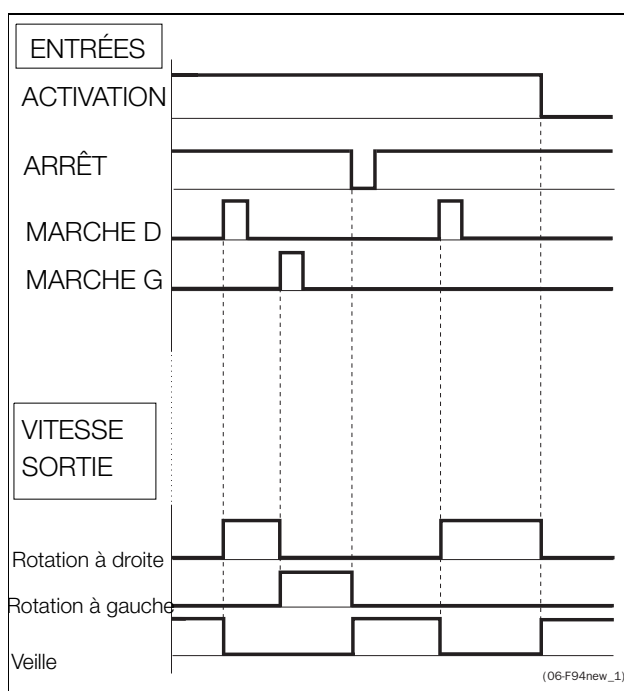 ENTRÉES
ACTIVATION
ARRÊT
MARCHE D
MARCHE G
VITESSE
SORTIE
Rotation à droite
Rotation à gauche
Veille
(06-F94new_1)